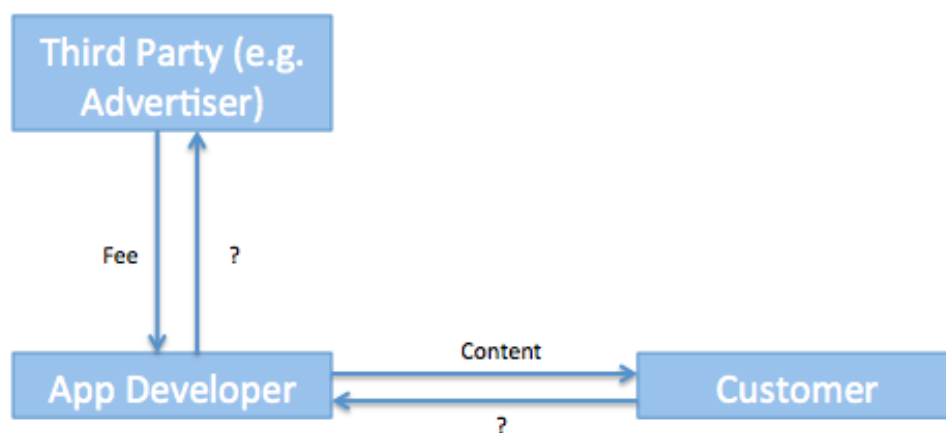 Third Party (e.g.
Advertiser)
Fee
?
Content
App Developer
Customer
?